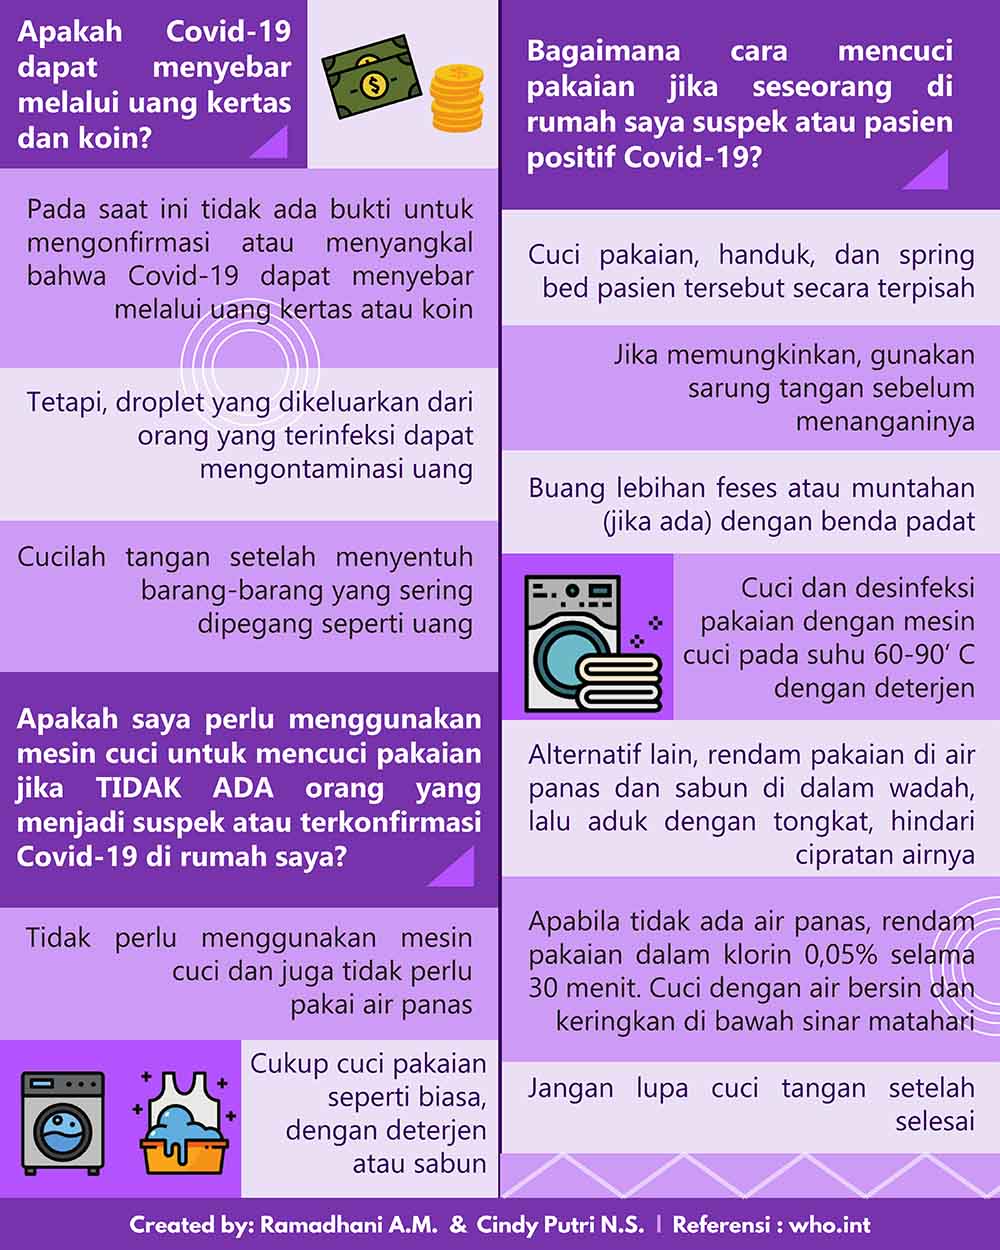 Apakah Covid-19
dapat menyebar
melalui uang kertas
dan koin?
Pada saat ini tidak ada bukti untuk
mengonfirmasi atau menyangkal
bahwa Covid-19 dapat menyebar
melalui uang kertas atau koin
Tetapi, droplet yang dikeluarkan dari
orang yang terinfeksi dapat
mengontaminasi uang
Cucilah tangan setelah menyentuh
barang-barang yang sering
dipegang seperti uang
Apakah saya perlu menggunakan
mesin cuci untuk mencuci pakaian
jika TIDAK ADA orang yang
menjadi suspek atau terkonfirmasi
Covid-19 di rumah saya?
Tidak perlu menggunakan mesin
cuci dan juga tidak perlu
pakai air panas
Cukup cuci pakaian
seperti biasa,
dengan deterjen
atau sabun
Bagaimana cara mencuci
pakaian jika seseorang di
rumah saya suspek atau pasien
positif Covid-19?
Cuci pakaian, handuk, dan spring
bed pasien tersebut secara terpisah
Jika memungkinkan, gunakan
sarung tangan sebelum
menanganinya
Buang lebihan feses atau muntahan
(jika ada) dengan benda padat
Cuci dan desinfeksi
pakaian dengan mesin
cuci pada suhu 60-90’ C
dengan deterjen
Alternatif lain, rendam pakaian di air
panas dan sabun di dalam wadah,
lalu aduk dengan tongkat, hindari
cipratan airnya
Apabila tidak ada air panas, rendam
pakaian dalam klorin 0,05% selama
30 menit. Cuci dengan air bersin dan
keringkan di bawah sinar matahari
Jangan lupa cuci tangan setelah
selesai
Created by: Ramadhani A.M. & Cindy Putri N.S. | Referensi : who.int